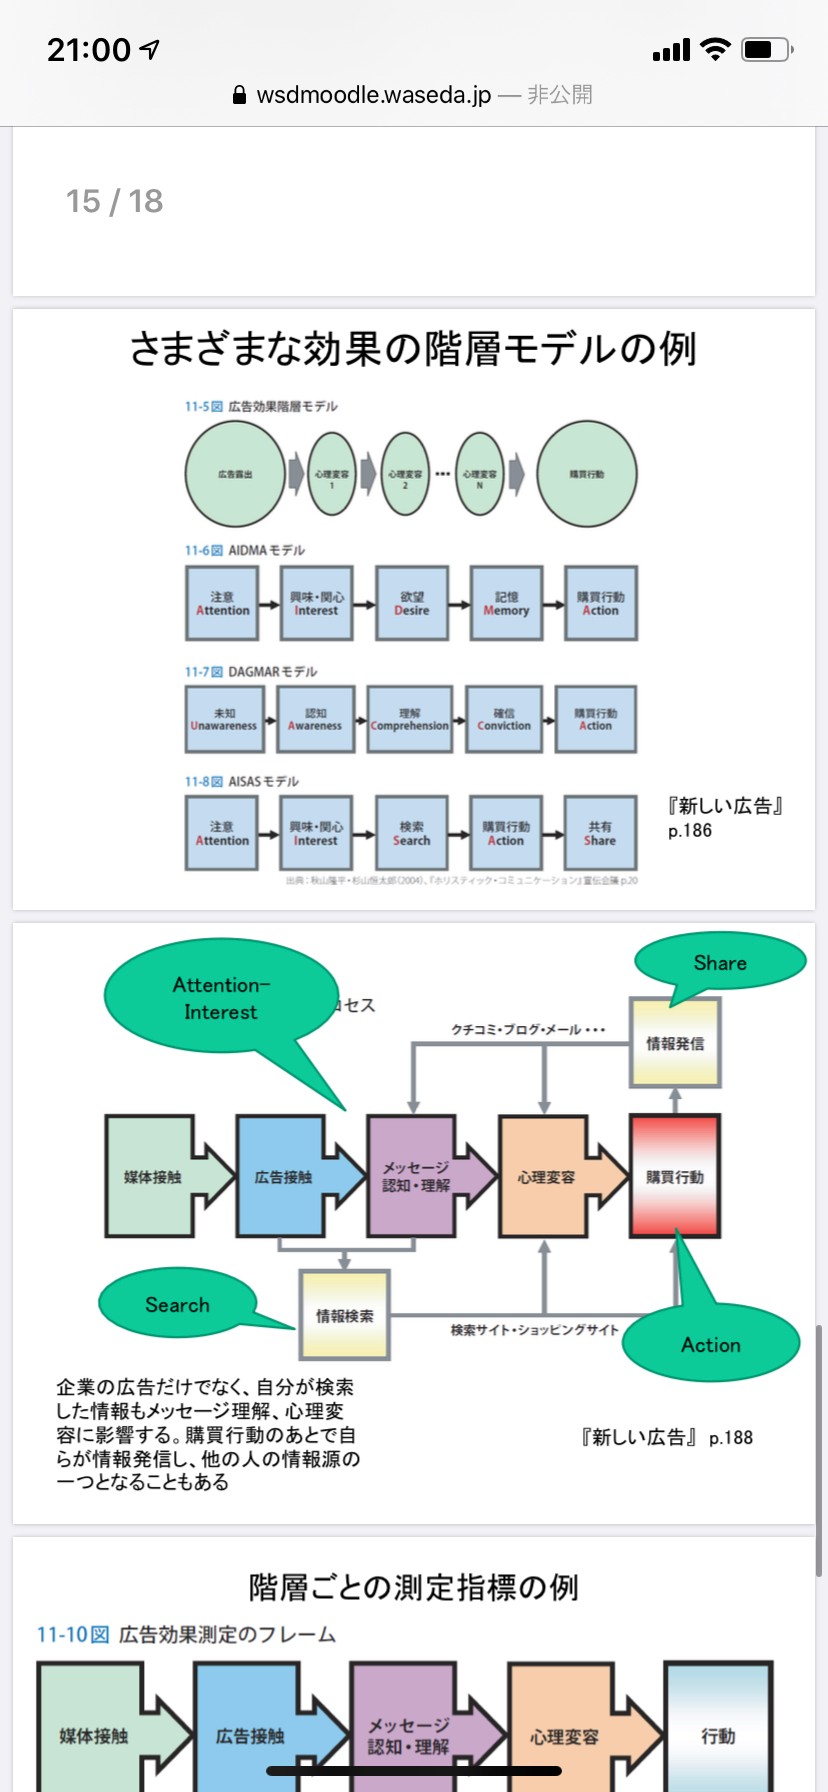 21:00
wsdmoodle.waseda.jp — 非公開
15 / 18
さまざまな効果の階層モデルの例
11-5図 広告効果階層モデル
広告露出
心理変容
1
心理変容
2
…
心理変容
N
購買行動
11-6図 AIDMAモデル
注意
Attention
興味・関心
Interest
欲望
Desire
記憶
Memory
購買行動
Action
11-7図 DAGMARモデル
未知
Unawareness
認知
Awareness
理解
Comprehension
確信
Conviction
購買行動
Action
11-8図 AISASモデル
注意
Attention
興味・関心
Interest
検索
Search
購買行動
Action
共有
Share
『新しい広告』
p.186
出典：秋山隆平・杉山恒太郎(2004)、『ホリスティック・コミュニケーション』宣伝会議 p20
Attention-
Interest
ロセス
Share
クチコミ・ブログ・メール・・・
情報発信
媒体接触
広告接触
メッセージ
認知・理解
心理変容
購買行動
Search
情報検索
検索サイト・ショッピングサイト
Action
企業の広告だけでなく、自分が検索
した情報もメッセージ理解、心理変
容に影響する。購買行動のあとで自
らが情報発信し、他の人の情報源の
一つとなることもある
『新しい広告』 p.188
階層ごとの測定指標の例
11-10図 広告効果測定のフレーム
媒体接触
広告接触
メッセージ
認知・理解
心理変容
行動